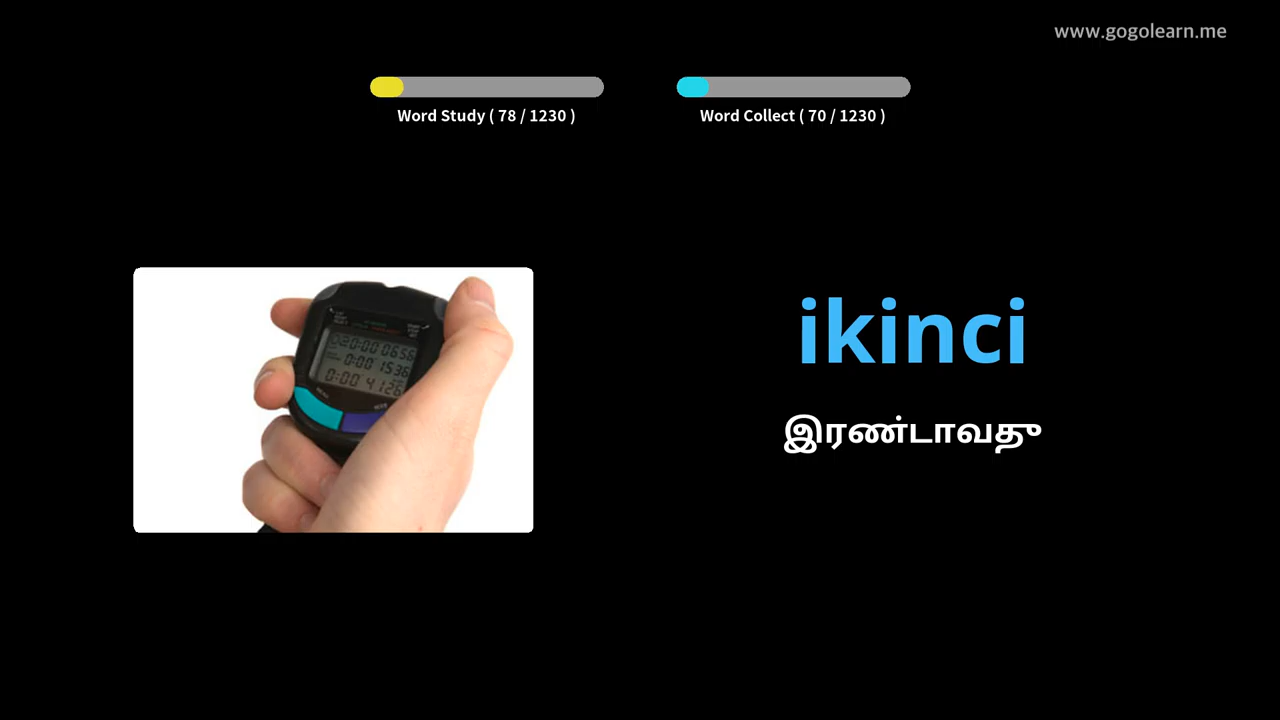 www.gogolearn.me
Word Study ( 78 / 1230 )
Word Collect ( 70 / 1230 )
ikinci
இரண்டாவது